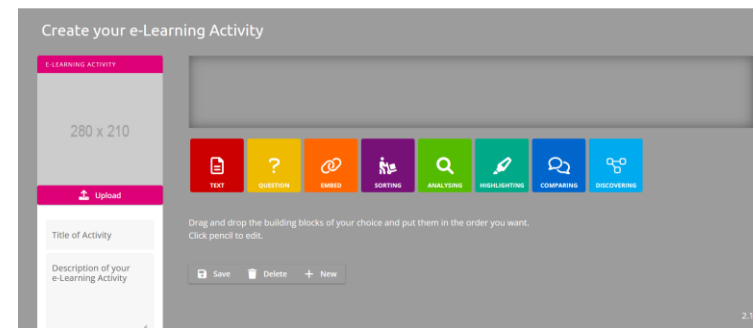 Create your e-Learning Activity
E-LEARNING ACTIVITY
280 x 210
Upload
Title of Activity
Description of your
e-Learning Activity
TEXT
QUESTION
EMBED
SORTING
ANALYSING
HIGHLIGHTING
COMPARING
DISCOVERING
Drag and drop the building blocks of your choice and put them in the order you want.
Click pencil to edit.
Save
Delete
New